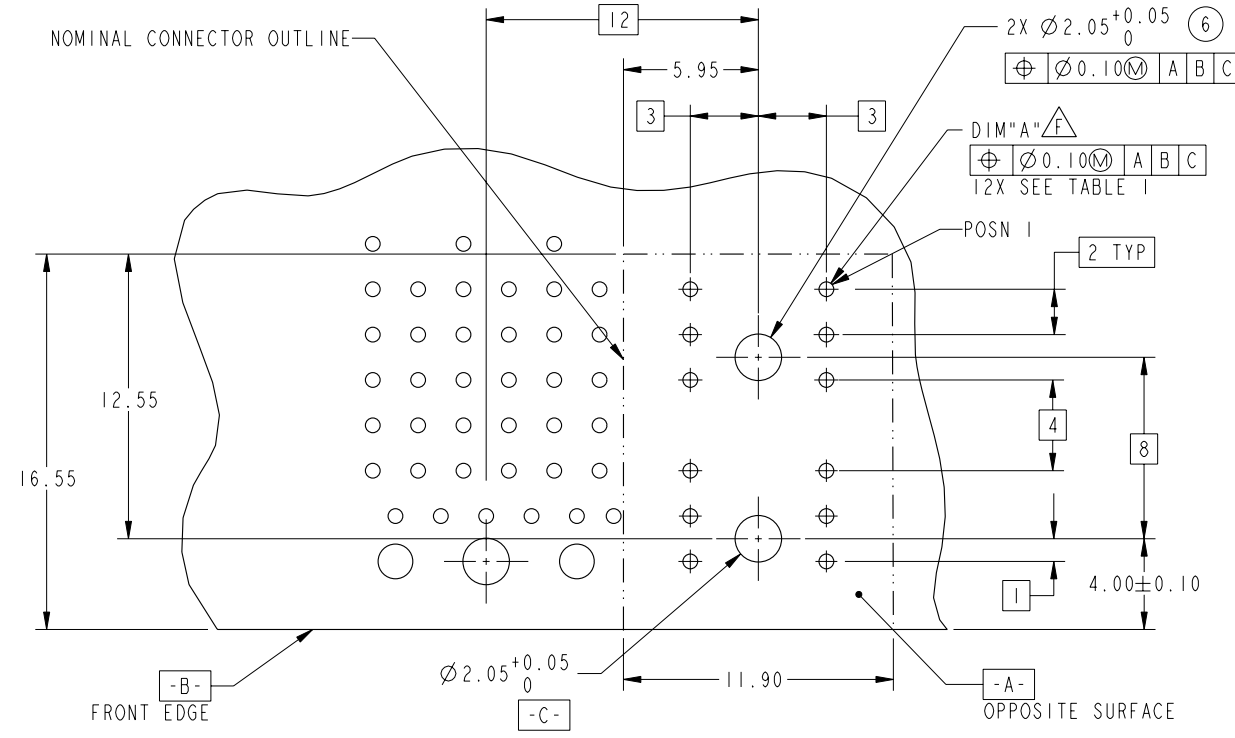 12
NOMINAL CONNECTOR OUTLINE
2X Ø2.05 +0.05 0 6
⌖ Ø0.10Ⓜ A B C
5.95
3
3
DIM"A" F
⌖ Ø0.10Ⓜ A B C
12X SEE TABLE 1
POSN 1
2 TYP
12.55
16.55
4
8
1
4.00±0.10
Ø2.05 +0.05 0
-C-
11.90
-B-
FRONT EDGE
-A-
OPPOSITE SURFACE